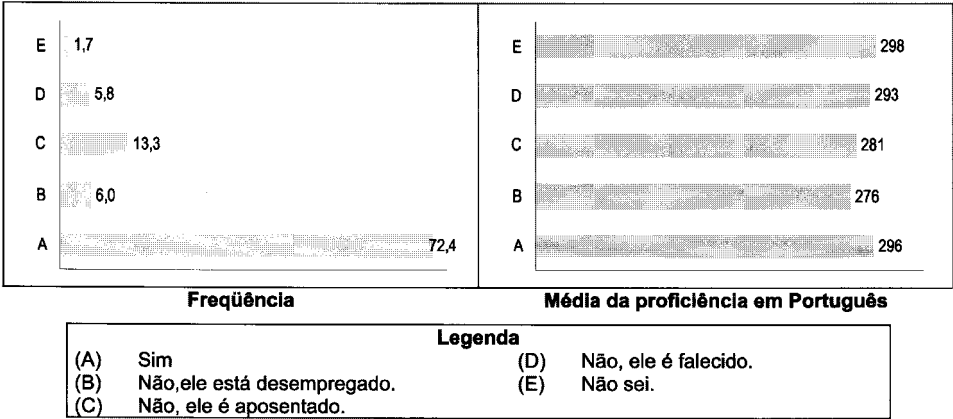 E 1,7
D 5,8
C 13,3
B 6,0
A 72,4
Freqüência
E 298
D 293
C 281
B 276
A 296
Média da proficiência em Português
Legenda
(A) Sim
(B) Não,ele está desempregado.
(C) Não, ele é aposentado.
(D) Não, ele é falecido.
(E) Não sei.